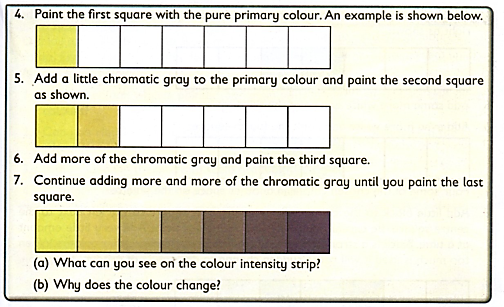 4. Paint the first square with the pure primary colour. An example is shown below.
5. Add a little chromatic gray to the primary colour and paint the second square
as shown.
6. Add more of the chromatic gray and paint the third square.
7. Continue adding more and more of the chromatic gray until you paint the last
square.
(a) What can you see on the colour intensity strip?
(b) Why does the colour change?